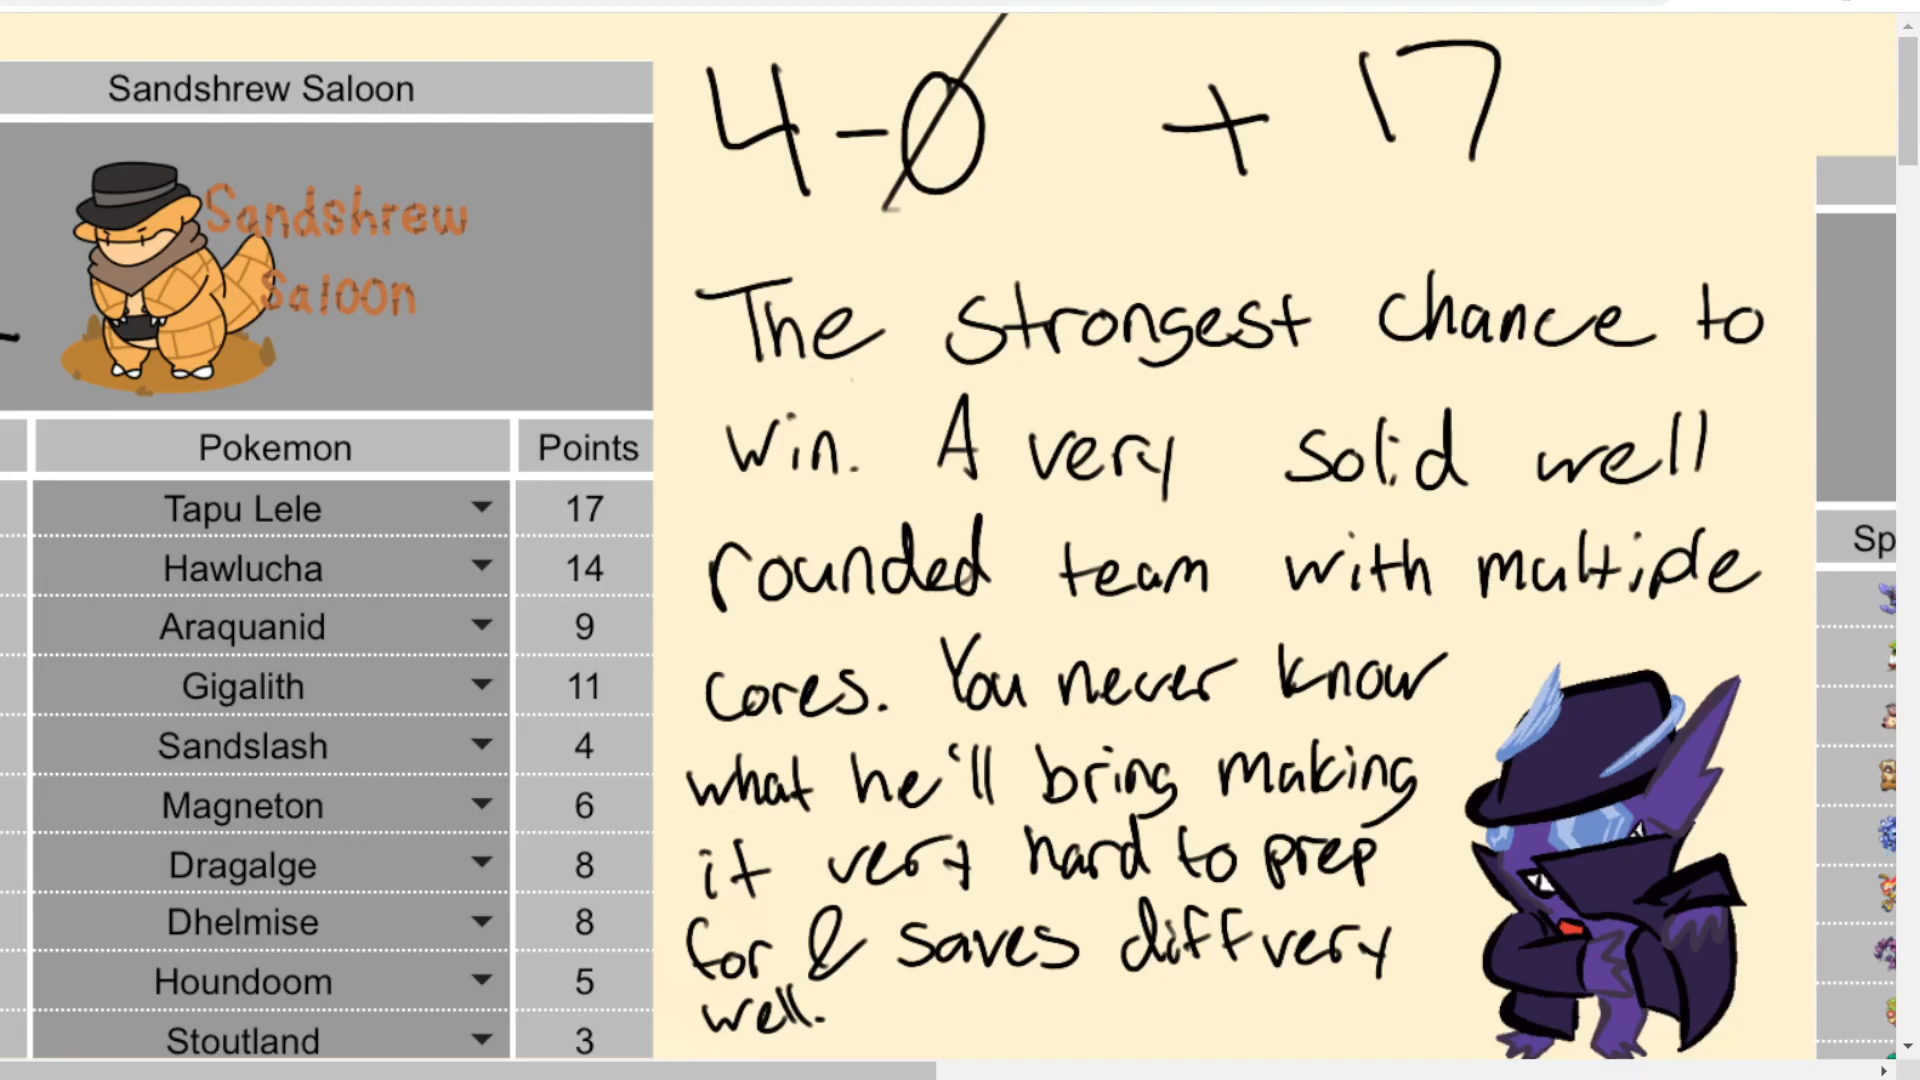 Sandshrew Saloon
Sandshrew
Saloon
Pokemon Points
Tapu Lele 17
Hawlucha 14
Araquanid 9
Gigalith 11
Sandslash 4
Magneton 6
Dragalge 8
Dhelmise 8
Houndoom 5
Stoutland 3
4-0 +17
The strongest chance to
win. A very solid well
rounded team with multiple
cores. You never know
what he'll bring making
it very hard to prep
for & saves diff very
well.
Sp